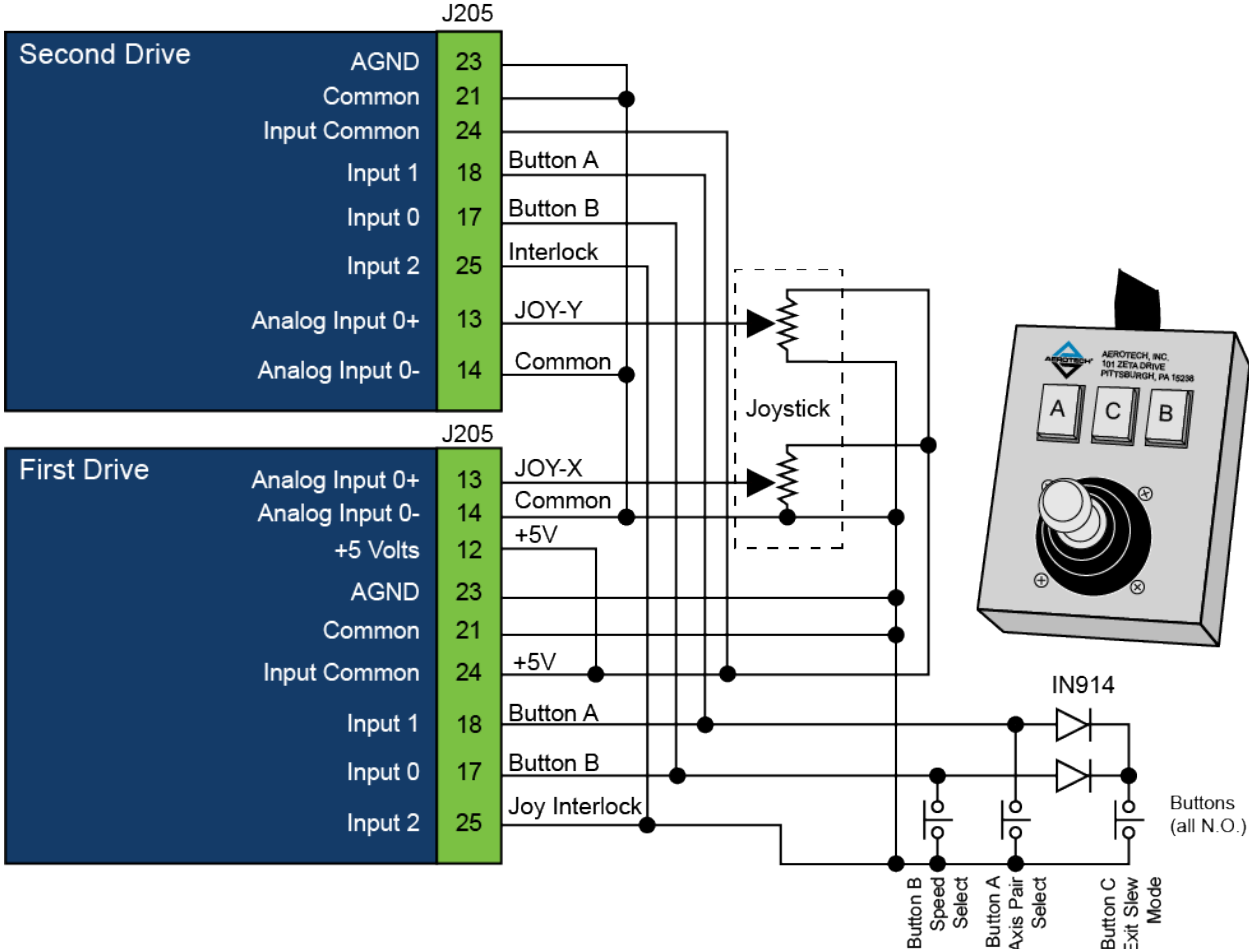 J205
Second Drive
AGND 23
Common 21
Input Common 24
Input 1 18 Button A
Input 0 17 Button B
Input 2 25 Interlock
Analog Input 0+ 13 JOY-Y
Analog Input 0- 14 Common
Joystick
J205
First Drive
Analog Input 0+ 13 JOY-X
Analog Input 0- 14 Common
+5 Volts 12 +5V
AGND 23
Common 21
Input Common 24 +5V
Input 1 18 Button A
Input 0 17 Button B
Input 2 25 Joy Interlock
AEROTECH
AEROTECH, INC.
101 ZETA DRIVE
PITTSBURGH, PA 15238
A C B
IN914
Buttons
(all N.O.)
Button B
Speed
Select
Button A
Axis Pair
Select
Button C
Exit Slew
Mode